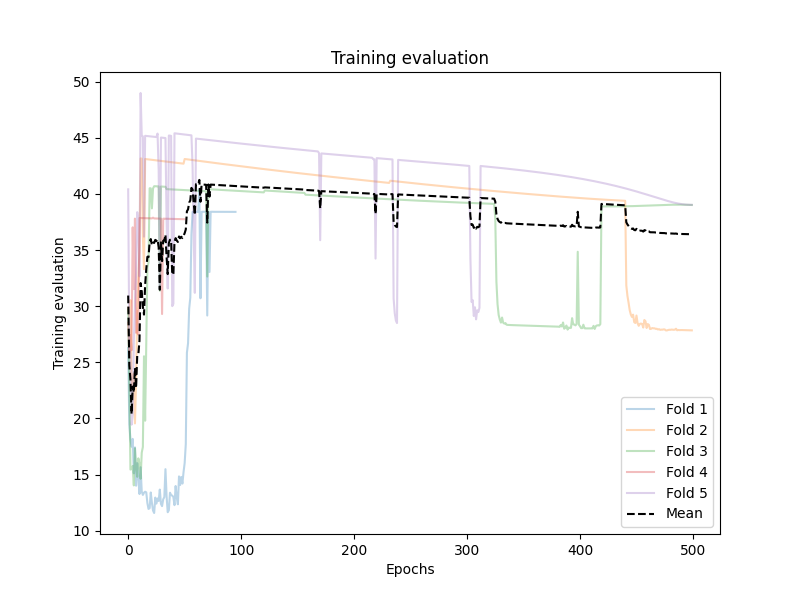 Training evaluation
50
45
40
35
30
25
20
15
10
Training evaluation
0
100
200
300
400
500
Epochs
Fold 1
Fold 2
Fold 3
Fold 4
Fold 5
Mean